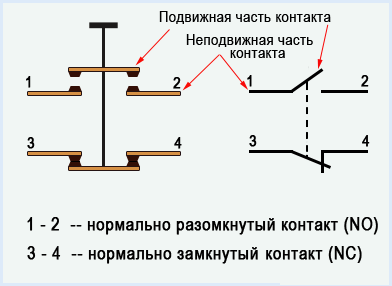 Подвижная часть контакта
Неподвижная часть
контакта
1 2 1 2
3 4 3 4
1 - 2 -- нормально разомкнутый контакт (NO)
3 - 4 -- нормально замкнутый контакт (NC)